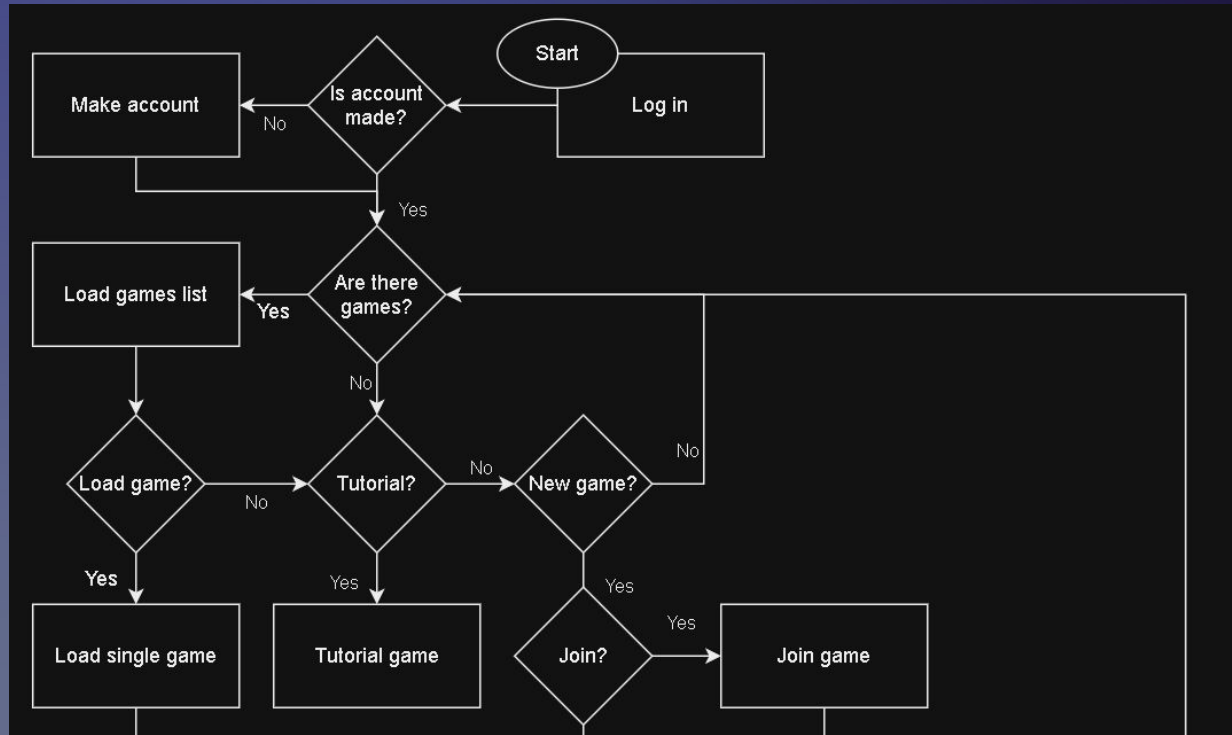 Start
Log in
Is account
made?
No
Make account
Yes
Are there
games?
Yes
Load games list
No
Load game?
No
Tutorial?
No
New game?
No
Yes
Yes
Yes
Load single game
Tutorial game
Join?
Yes
Join game